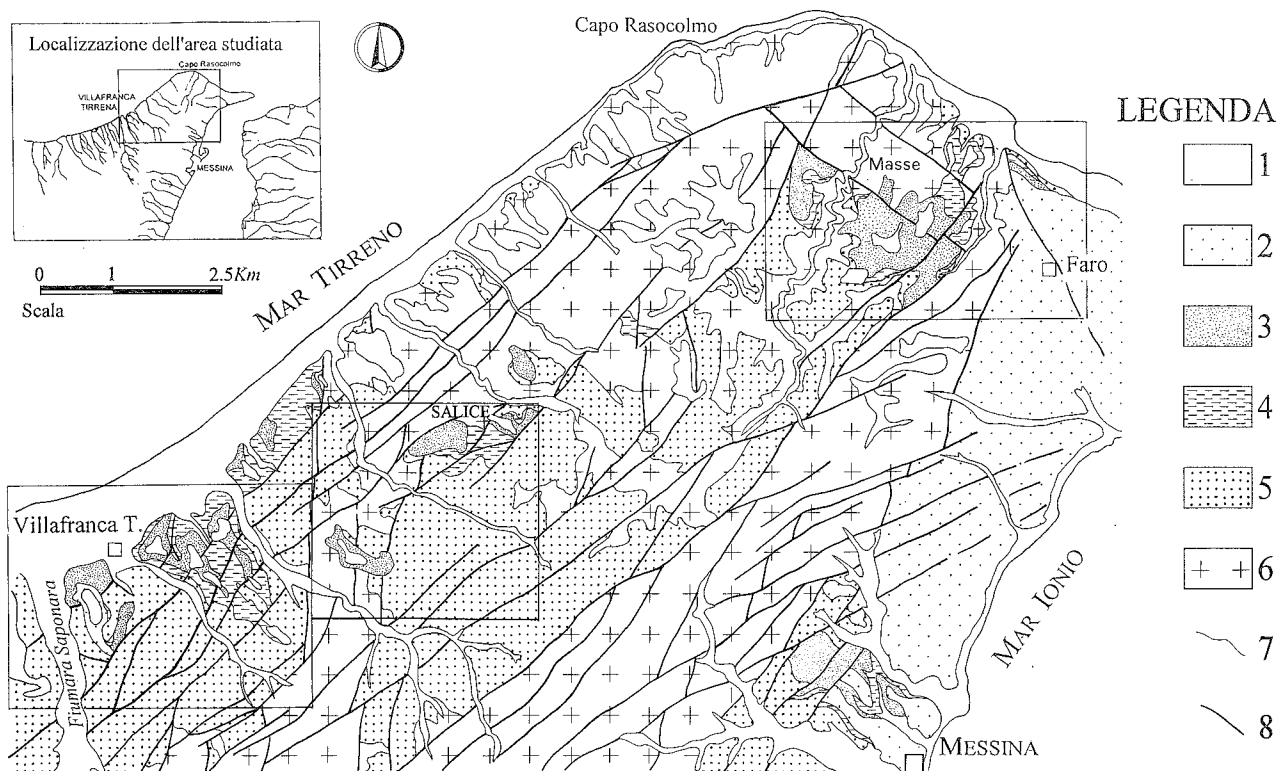 Localizzazione dell'area studiata
Capo Rasocolmo
VILLAFRANCA
TIRRENA
MESSINA
0 1 2.5Km
Scala
Capo Rasocolmo
MAR TIRRENO
Masse
Faro
SALICE
Villafranca T.
Fiumara Saponara
MAR IONIO
MESSINA
LEGENDA
1
2
3
4
5
6
7
8